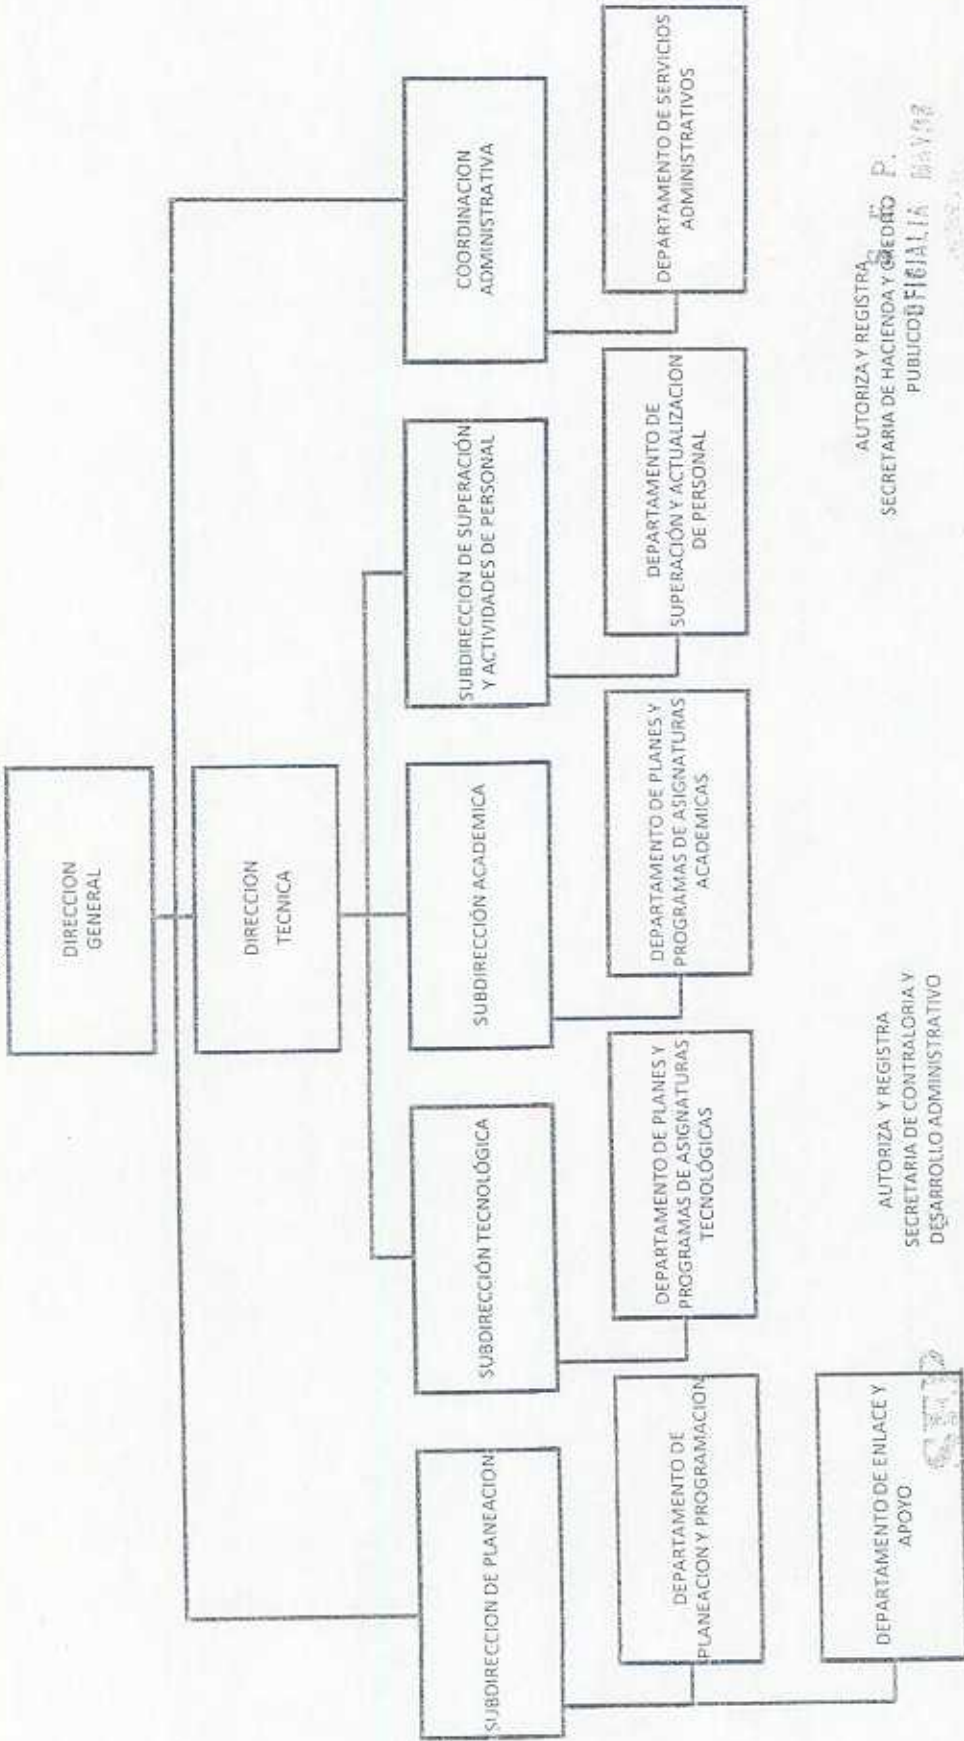 DIRECCION
GENERAL
DIRECCION
TECNICA
SUBDIRECCION DE PLANEACION
SUBDIRECCIÓN TECNOLÓGICA
SUBDIRECCIÓN ACADEMICA
SUBDIRECCION DE SUPERACIÓN
Y ACTIVIDADES DE PERSONAL
COORDINACION
ADMINISTRATIVA
DEPARTAMENTO DE
PLANEACION Y PROGRAMACION
DEPARTAMENTO DE PLANES Y
PROGRAMAS DE ASIGNATURAS
TECNOLÓGICAS
DEPARTAMENTO DE PLANES Y
PROGRAMAS DE ASIGNATURAS
ACADEMICAS
DEPARTAMENTO DE
SUPERACIÓN Y ACTUALIZACION
DE PERSONAL
DEPARTAMENTO DE SERVICIOS
ADMINISTRATIVOS
DEPARTAMENTO DE ENLACE Y
APOYO
AUTORIZA Y REGISTRA
SECRETARIA DE CONTRALORIA Y
DESARROLLO ADMINISTRATIVO
AUTORIZA Y REGISTRA
SECRETARIA DE HACIENDA Y CREDITO
PUBLICO